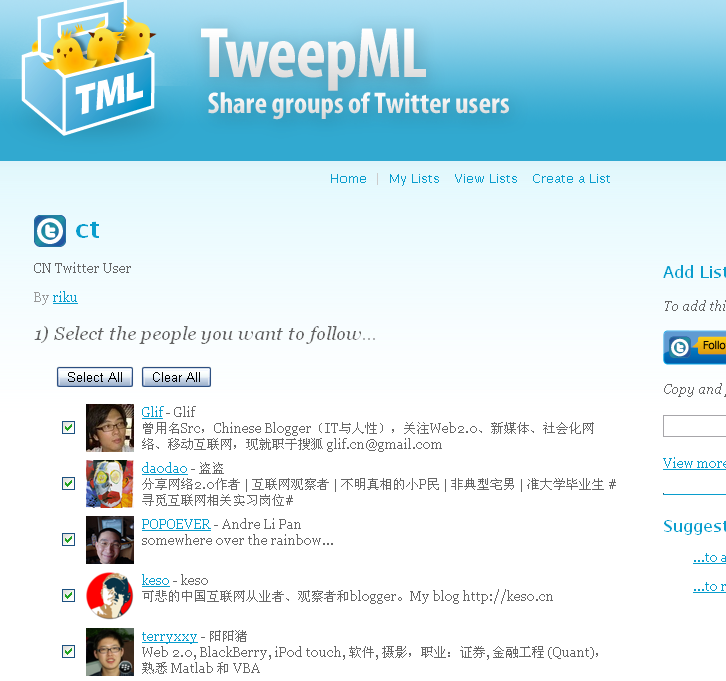 TML
TweepML
Share groups of Twitter users
Home | My Lists View Lists Create a List
ct
CN Twitter User
By riku
1) Select the people you want to follow...
Select All Clear All
Glif - Glif
曾用名Src，Chinese Blogger（IT与人性），关注Web2.0、新媒体、社会化网
络、移动互联网，现就职于搜狐 glif.cn@gmail.com
daodao - 盗盗
分享网络2.0作者 | 互联网观察者 | 不明真相的小P民 | 非典型宅男 | 准大学毕业生 #
寻觅互联网相关实习岗位#
POPOEVER - Andre Li Pan
somewhere over the rainbow...
keso - keso
可悲的中国互联网从业者、观察者和blogger。My blog http://keso.cn
terryxxy - 阳阳猪
Web 2.0, BlackBerry, iPod touch, 软件, 摄影，职业：证券, 金融工程 (Quant)，
熟悉 Matlab 和 VBA
Add List
To add thi
Follo
Copy and
View more
Suggest
...to a
...to r